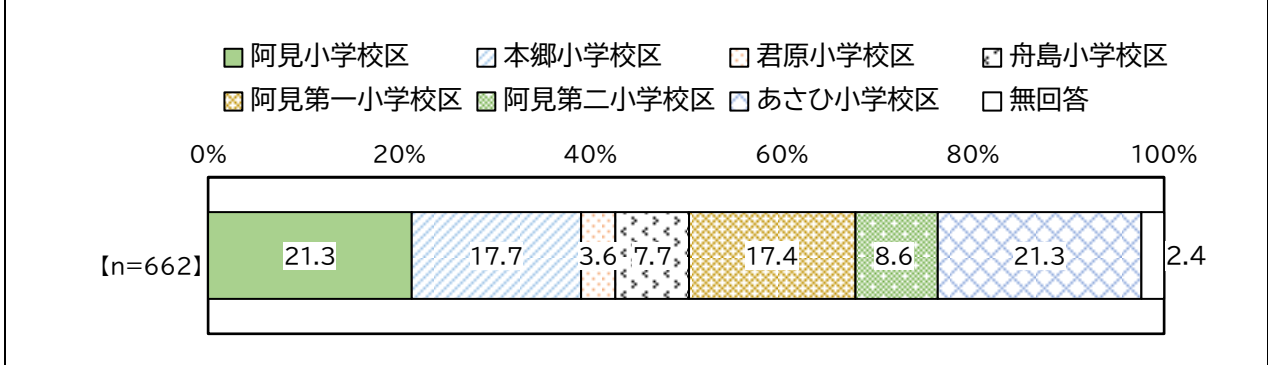 阿見小学校区 本郷小学校区 君原小学校区 舟島小学校区
阿見第一小学校区 阿見第二小学校区 あさひ小学校区 無回答
0% 20% 40% 60% 80% 100%
【n=662】 21.3 17.7 3.6 7.7 17.4 8.6 21.3 2.4